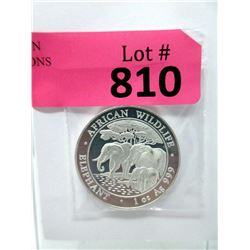 Lot #
N
ONS
810
AFRICAN WILDLIFE
ELEPHANT • 1 oz Ag 999